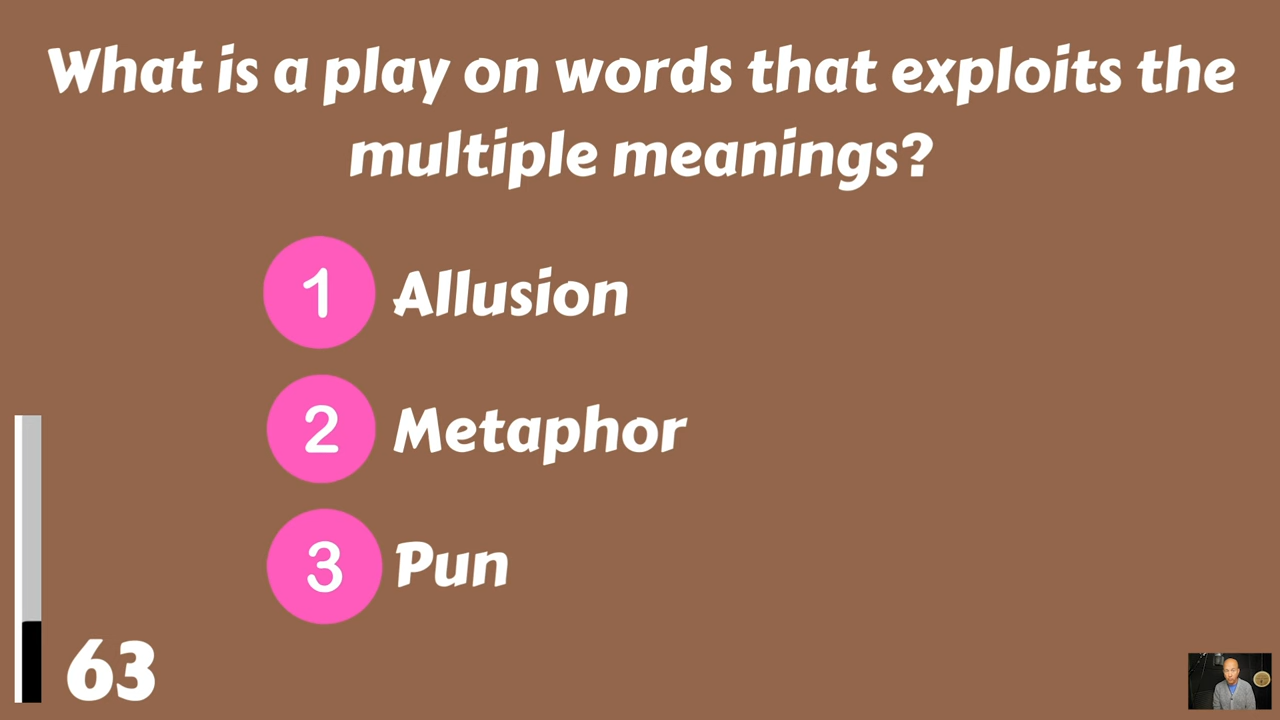 What is a play on words that exploits the
multiple meanings?
1 Allusion
2 Metaphor
3 Pun
63